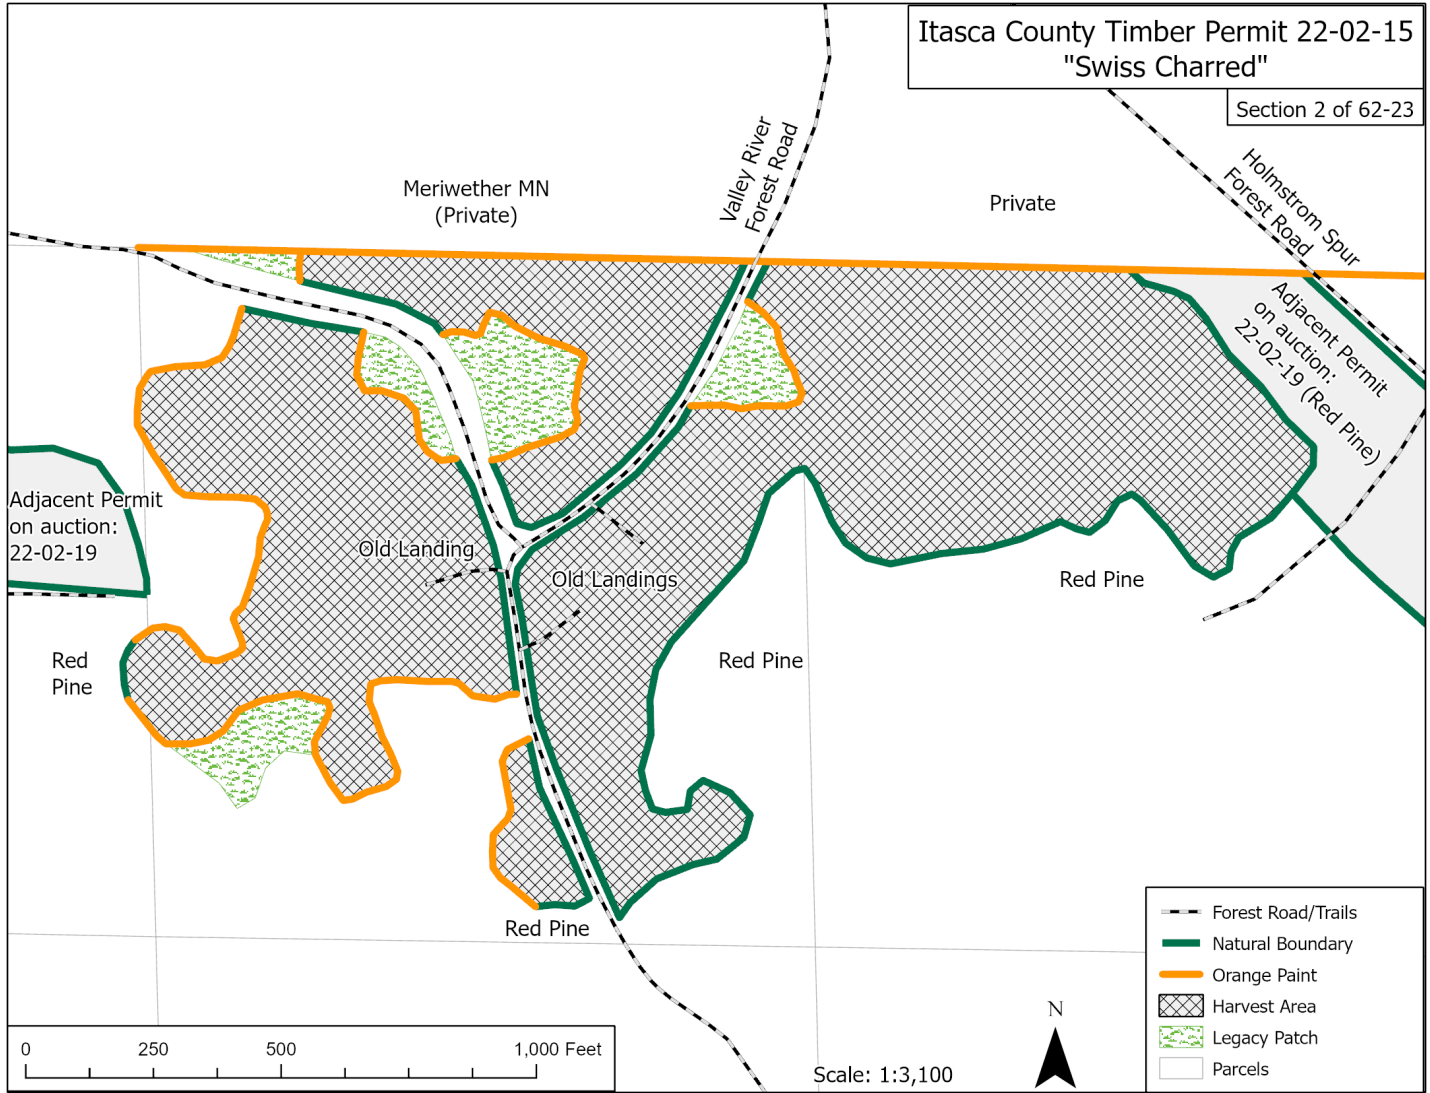 Itasca County Timber Permit 22-02-15
"Swiss Charred"
Section 2 of 62-23
Meriwether MN
(Private)
Valley River
Forest Road
Private
Holmstrom Spur
Forest Road
Adjacent Permit
on auction:
22-02-19 (Red Pine)
Adjacent Permit
on auction:
22-02-19
Old Landing
Old Landings
Red Pine
Red Pine
Red
Pine
Red Pine
Forest Road/Trails
Natural Boundary
Orange Paint
Harvest Area
Legacy Patch
Parcels
N
0 250 500 1,000 Feet
Scale: 1:3,100